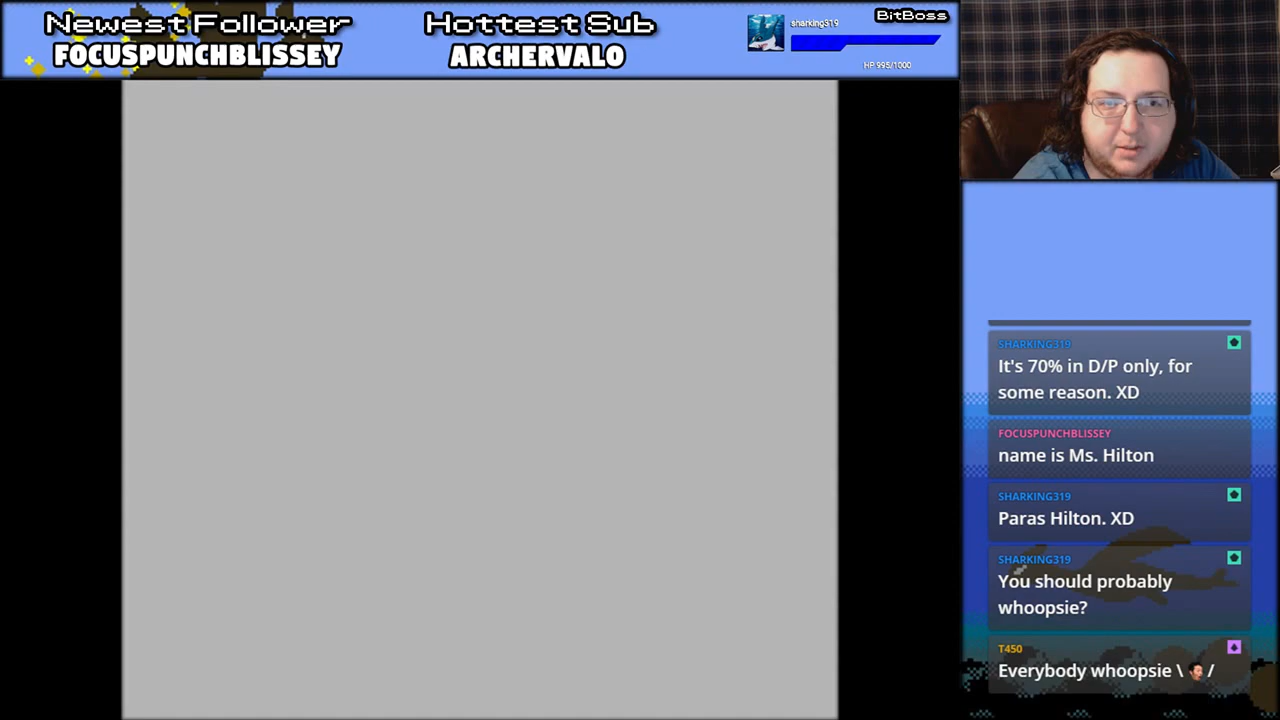 Newest Follower
FOCUSPUNCHBLISSEY
Hottest Sub
ARCHERVALO
BitBoss
sharking319
HP 995/1000
SHARKING319
It's 70% in D/P only, for
some reason. XD
FOCUSPUNCHBLISSEY
name is Ms. Hilton
SHARKING319
Paras Hilton. XD
SHARKING319
You should probably
whoopsie?
T450
Everybody whoopsie \ /